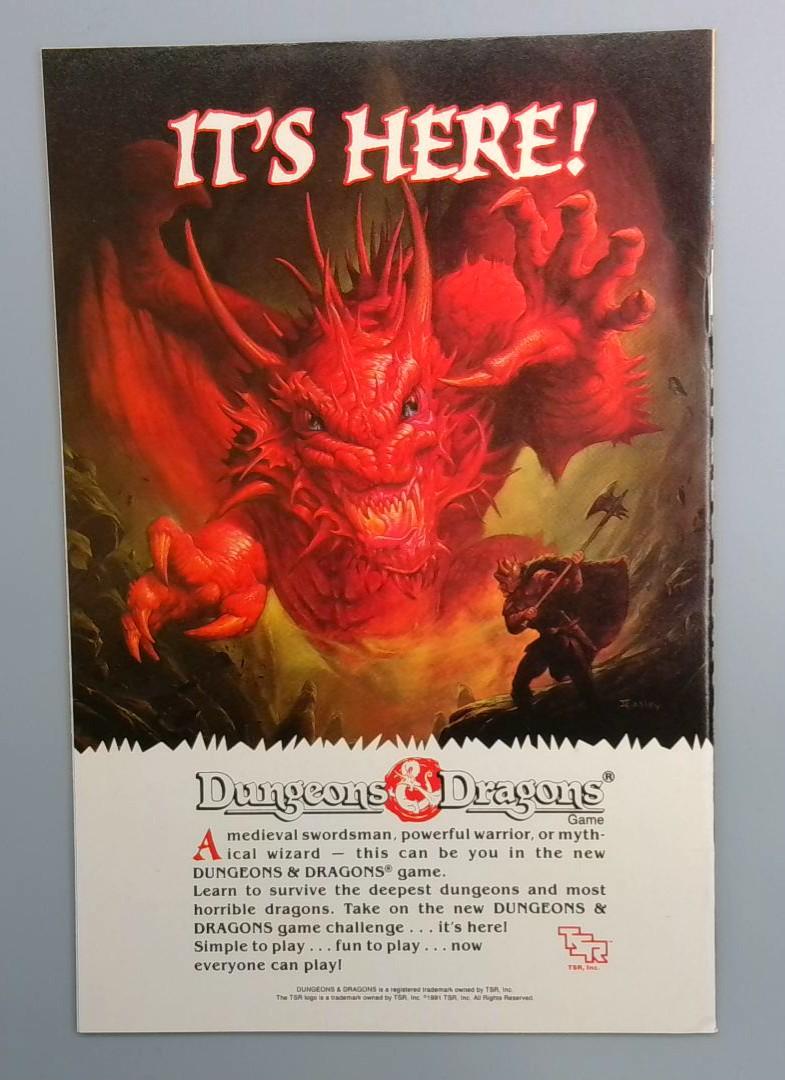 IT'S HERE!
Easley
Dungeons & Dragons®
Game
A medieval swordsman, powerful warrior, or myth-
ical wizard — this can be you in the new
DUNGEONS & DRAGONS® game.
Learn to survive the deepest dungeons and most
horrible dragons. Take on the new DUNGEONS &
DRAGONS game challenge . . . it's here!
Simple to play . . . fun to play . . . now
everyone can play!
TSR™
TSR, Inc.
DUNGEONS & DRAGONS is a registered trademark owned by TSR, Inc.
The TSR logo is a trademark owned by TSR, Inc. ©1991 TSR, Inc. All Rights Reserved.